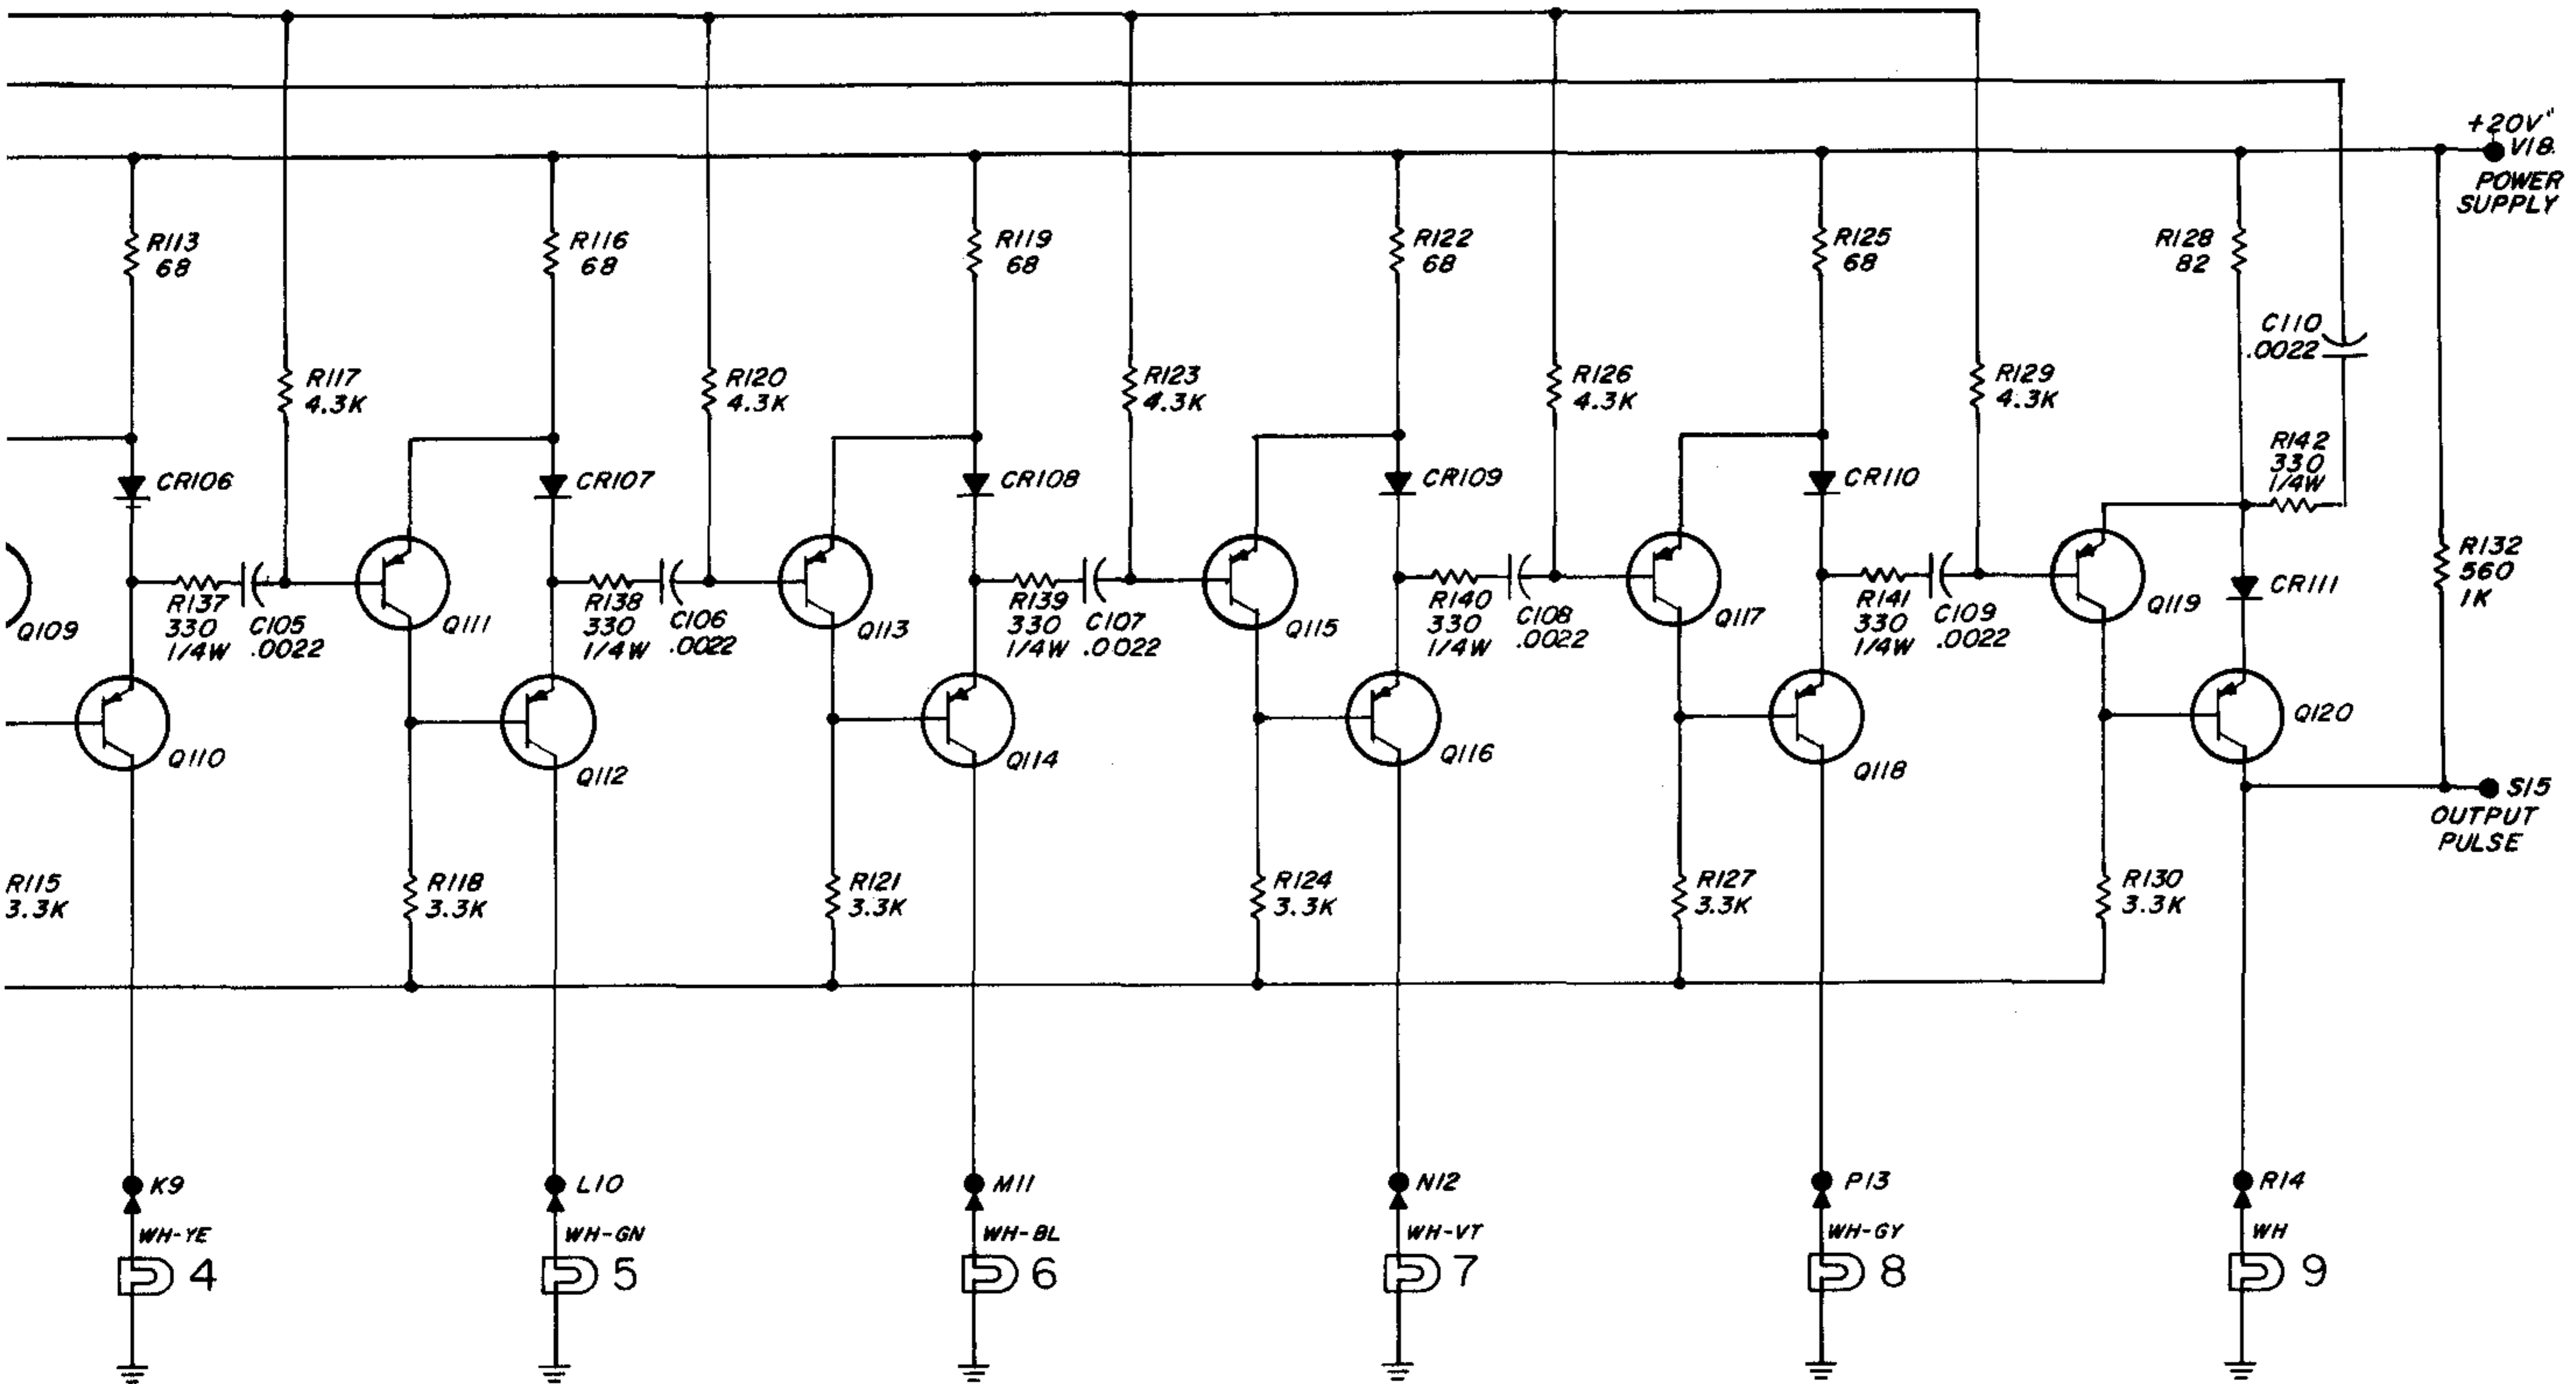 +20V"
V18
POWER
SUPPLY
R113
68
R116
68
R119
68
R122
68
R125
68
R128
82
C110
.0022
R117
4.3K
R120
4.3K
R123
4.3K
R126
4.3K
R129
4.3K
R142
330
1/4W
CR106
CR107
CR108
CR109
CR110
CR111
R132
560
1K
Q109
R137
330
1/4W
C105
.0022
Q111
R138
330
1/4W
C106
.0022
Q113
R139
330
1/4W
C107
.0022
Q115
R140
330
1/4W
C108
.0022
Q117
R141
330
1/4W
C109
.0022
Q119
Q110
Q112
Q114
Q116
Q118
Q120
S15
OUTPUT
PULSE
R115
3.3K
R118
3.3K
R121
3.3K
R124
3.3K
R127
3.3K
R130
3.3K
K9
L10
M11
N12
P13
R14
WH-YE
WH-GN
WH-BL
WH-VT
WH-GY
WH
4
5
6
7
8
9